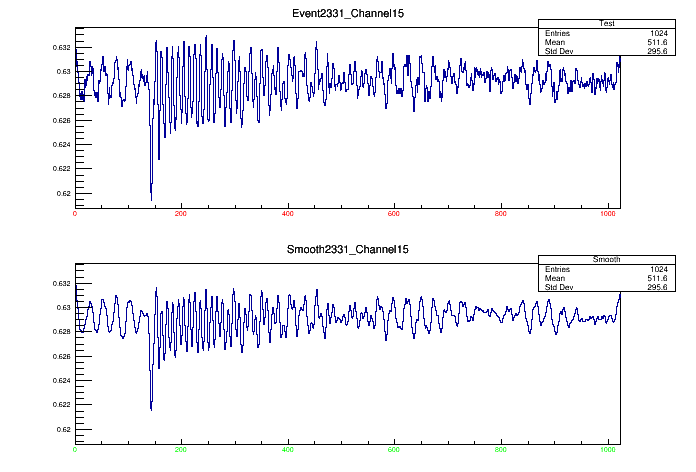 Event2331_Channel15
Test
Entries 1024
Mean 511.6
Std Dev 295.6
0.632
0.63
0.628
0.626
0.624
0.622
0.62
0 200 400 600 800 1000
Smooth2331_Channel15
Smooth
Entries 1024
Mean 511.6
Std Dev 295.6
0.632
0.63
0.628
0.626
0.624
0.622
0.62
0 200 400 600 800 1000